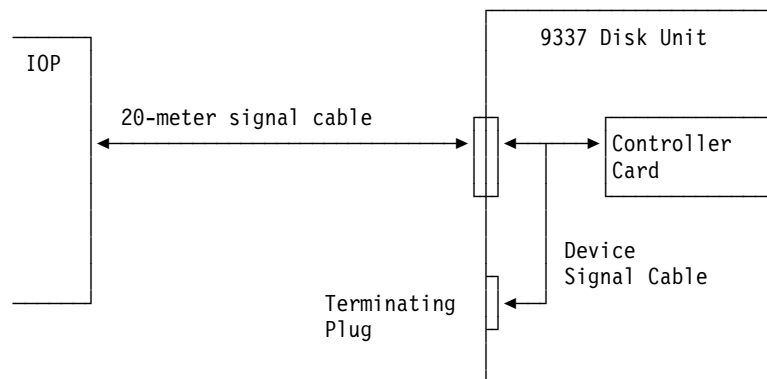 9337 Disk Unit
IOP
20-meter signal cable
Controller
Card
Device
Signal Cable
Terminating
Plug